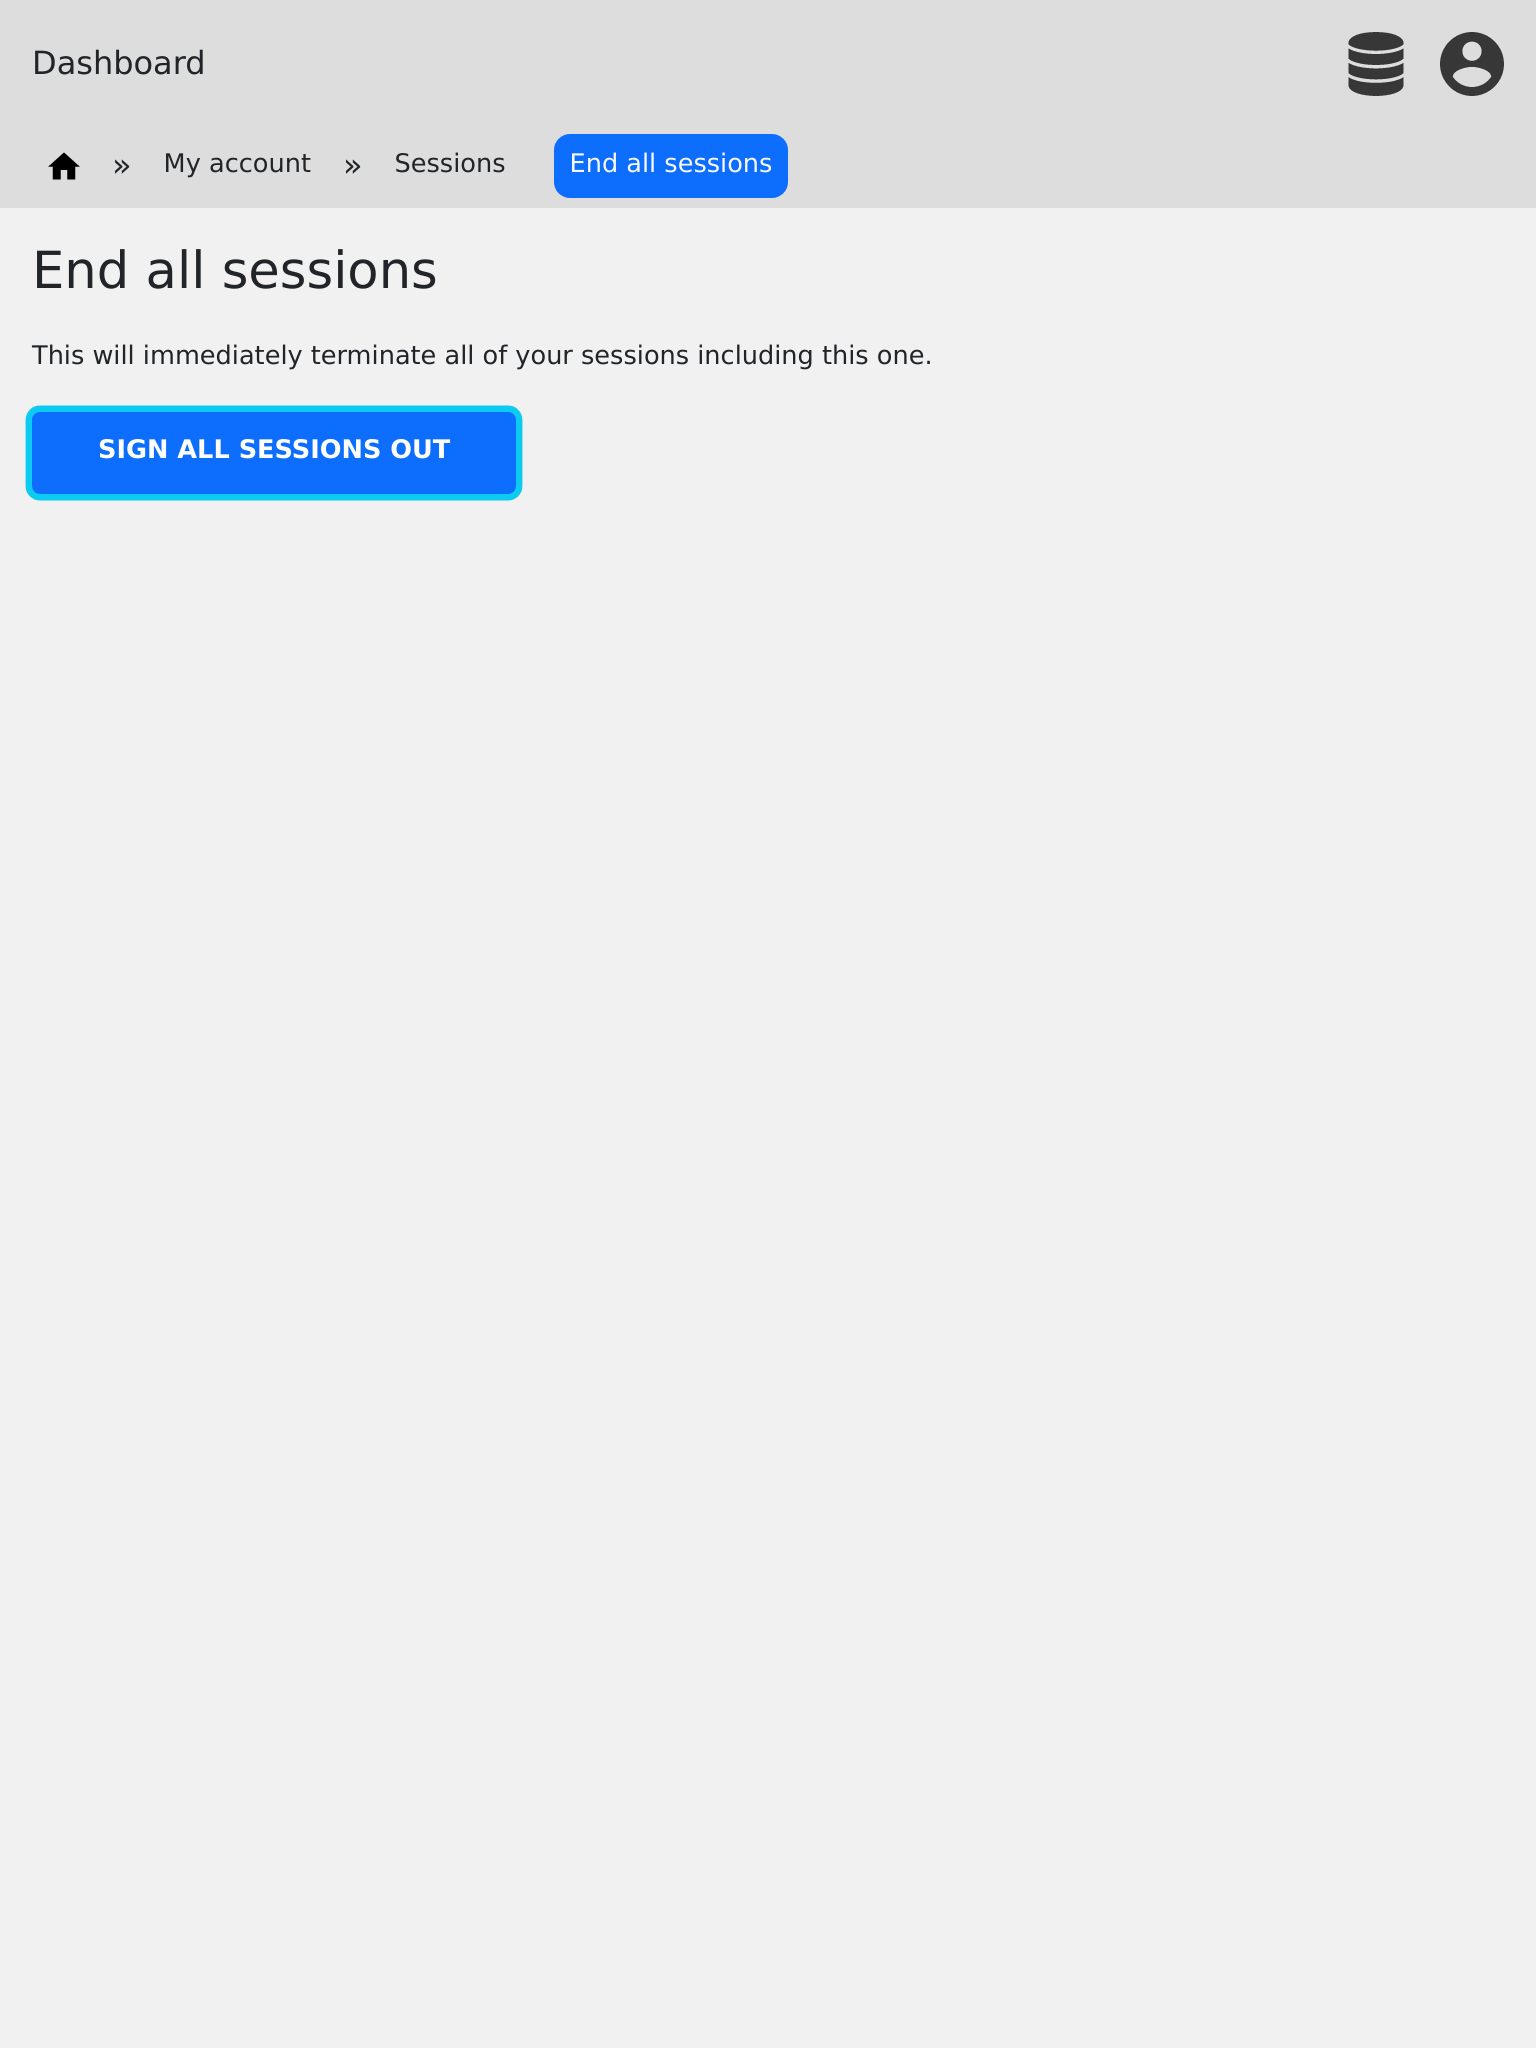 Dashboard
» My account » Sessions End all sessions
End all sessions
This will immediately terminate all of your sessions including this one.
SIGN ALL SESSIONS OUT